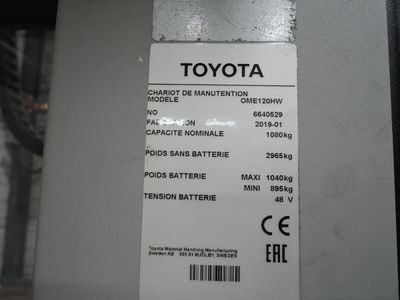 TOYOTA
CHARIOT DE MANUTENTION
MODELE OME120HW
NO 6640529
FABRICATION 2019-01
CAPACITE NOMINALE 1080kg
POIDS SANS BATTERIE 2965kg
POIDS BATTERIE MAXI 1040kg
MINI 895kg
TENSION BATTERIE 48 V
CE
EAC
Toyota Material Handling Manufacturing
Sweden AB 595 81 MJÖLBY, SWEDEN